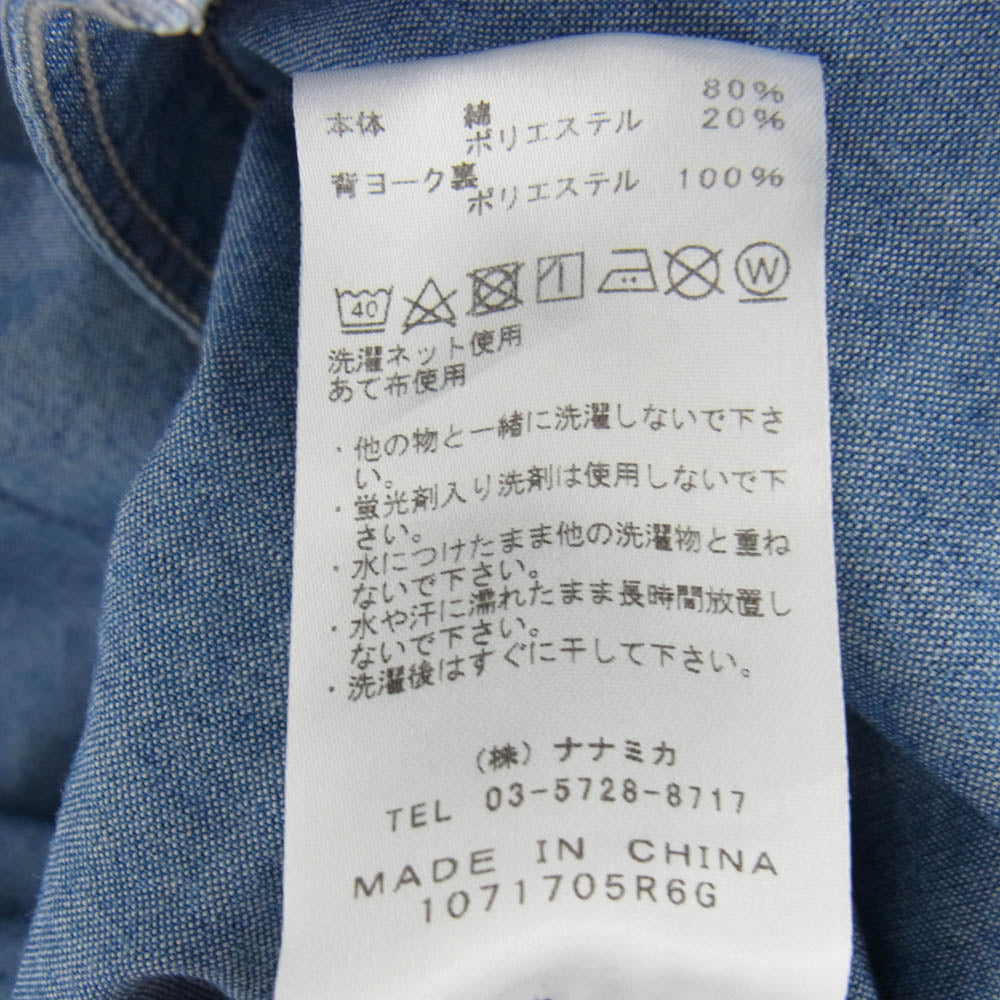 本体 綿 80%
ポリエステル 20%
背ヨーク裏
ポリエステル 100%
40 W
洗濯ネット使用
あて布使用
・他の物と一緒に洗濯しないで下さ
い。
・蛍光剤入り洗剤は使用しないで下
さい。
・水につけたまま他の洗濯物と重ね
ないで下さい。
・水や汗に濡れたまま長時間放置し
ないで下さい。
・洗濯後はすぐに干して下さい。
(株) ナナミカ
TEL 03-5728-8717
MADE IN CHINA
1071705R6G